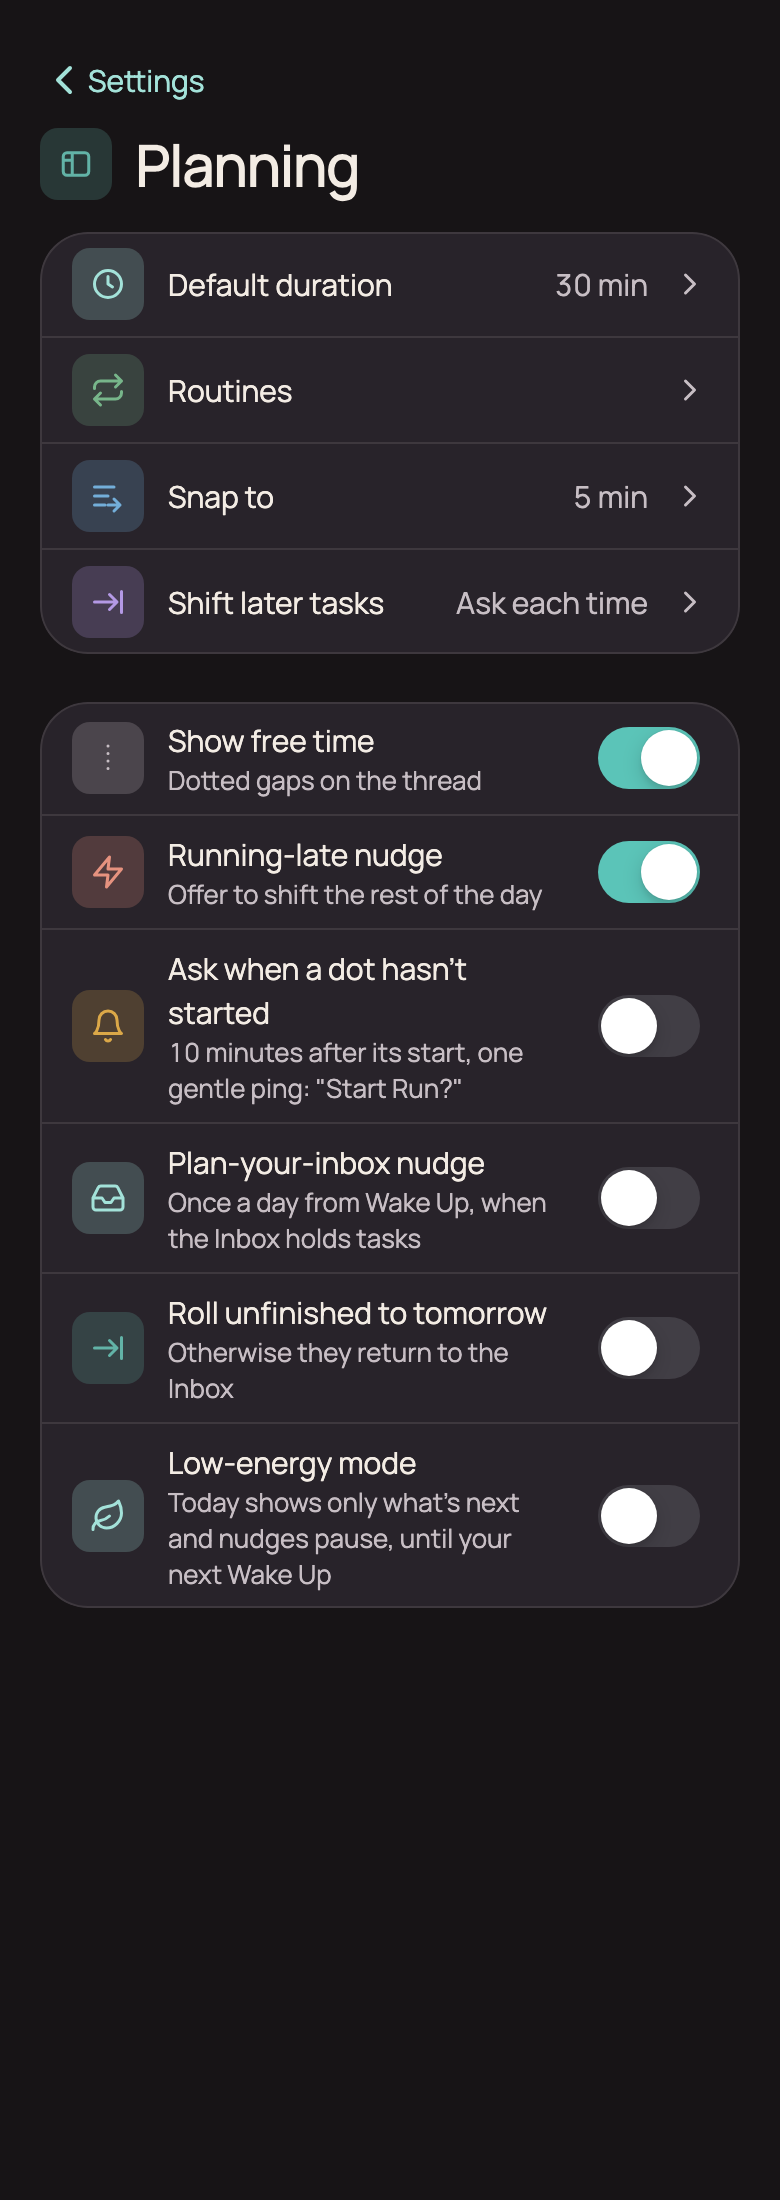 Settings
Planning
Default duration 30 min
Routines
Snap to 5 min
Shift later tasks Ask each time
Show free time
Dotted gaps on the thread
Running-late nudge
Offer to shift the rest of the day
Ask when a dot hasn't
started
10 minutes after its start, one
gentle ping: "Start Run?"
Plan-your-inbox nudge
Once a day from Wake Up, when
the Inbox holds tasks
Roll unfinished to tomorrow
Otherwise they return to the
Inbox
Low-energy mode
Today shows only what's next
and nudges pause, until your
next Wake Up